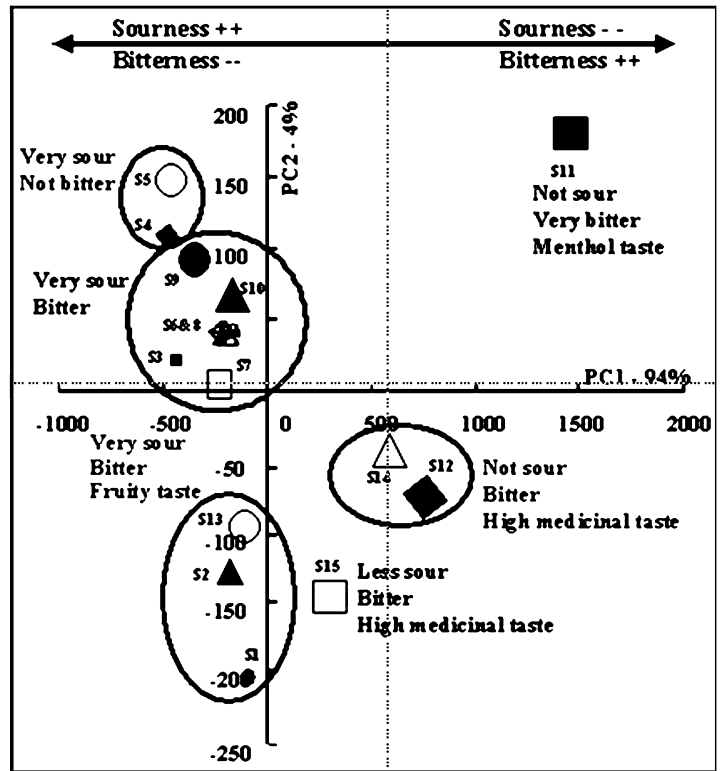 Sourness ++
Sourness - -
Bitterness --
Bitterness ++
200
PC2 - 4%
Very sour
Not bitter
S5
150
S11
Not sour
Very bitter
Menthol taste
S4
100
Very sour
Bitter
S9
S10
S6&8
S3
S7
PC1 - 94%
-1000
-500
0
500
1000
1500
2000
Very sour
Bitter
Fruity taste
-50
S14
S12
Not sour
Bitter
High medicinal taste
S13
-100
S2
S15
Less sour
Bitter
High medicinal taste
-150
S1
-200
-250